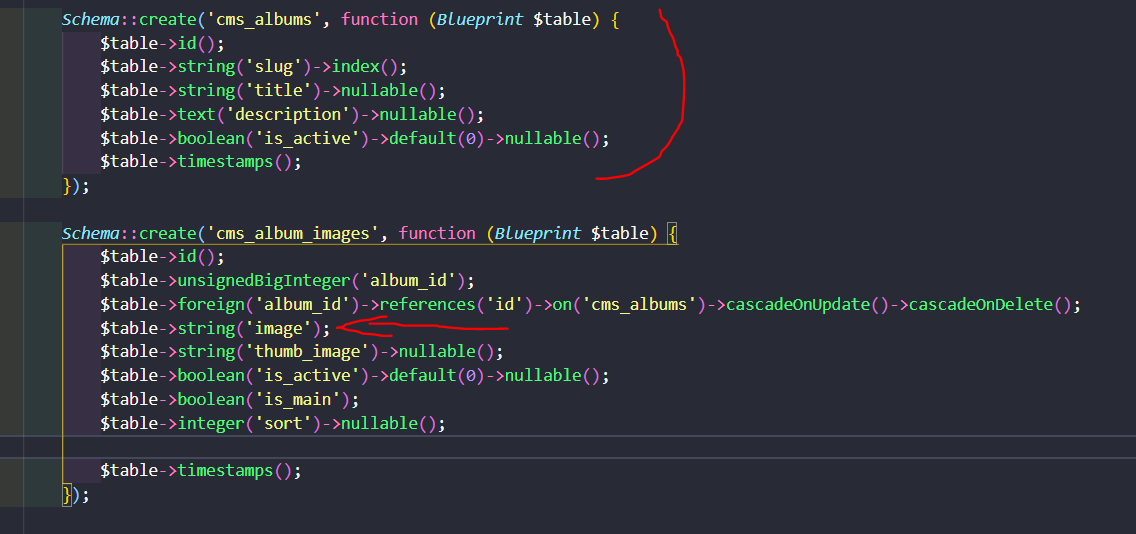 Schema::create('cms_albums', function (Blueprint $table) {
$table->id();
$table->string('slug')->index();
$table->string('title')->nullable();
$table->text('description')->nullable();
$table->boolean('is_active')->default(0)->nullable();
$table->timestamps();
});
Schema::create('cms_album_images', function (Blueprint $table) {
$table->id();
$table->unsignedBigInteger('album_id');
$table->foreign('album_id')->references('id')->on('cms_albums')->cascadeOnUpdate()->cascadeOnDelete();
$table->string('image');
$table->string('thumb_image')->nullable();
$table->boolean('is_active')->default(0)->nullable();
$table->boolean('is_main');
$table->integer('sort')->nullable();
$table->timestamps();
});